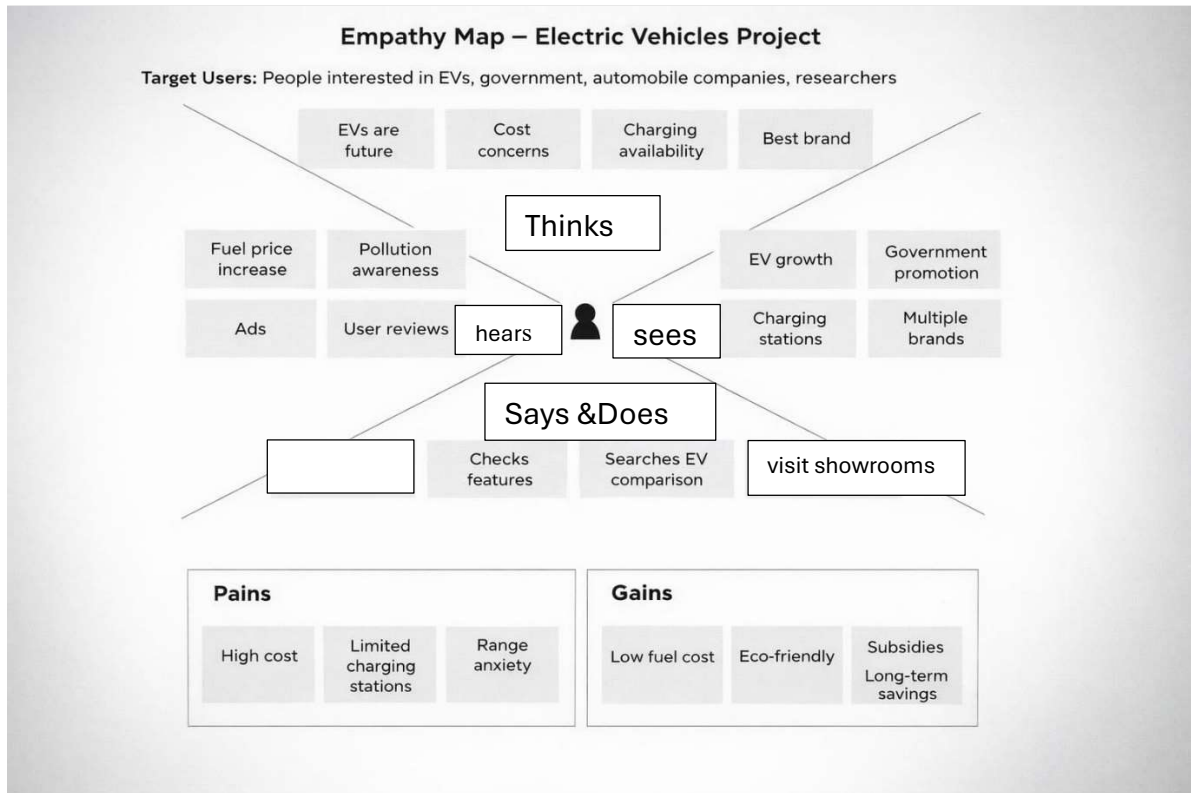 Empathy Map – Electric Vehicles Project
Target Users: People interested in EVs, government, automobile companies, researchers
EVs are
future
Cost
concerns
Charging
availability
Best brand
Thinks
Fuel price
increase
Pollution
awareness
Ads
User reviews
hears
sees
EV growth
Government
promotion
Charging
stations
Multiple
brands
Says &Does
Checks
features
Searches EV
comparison
visit showrooms
Pains
High cost
Limited
charging
stations
Range
anxiety
Gains
Low fuel cost
Eco-friendly
Subsidies
Long-term
savings